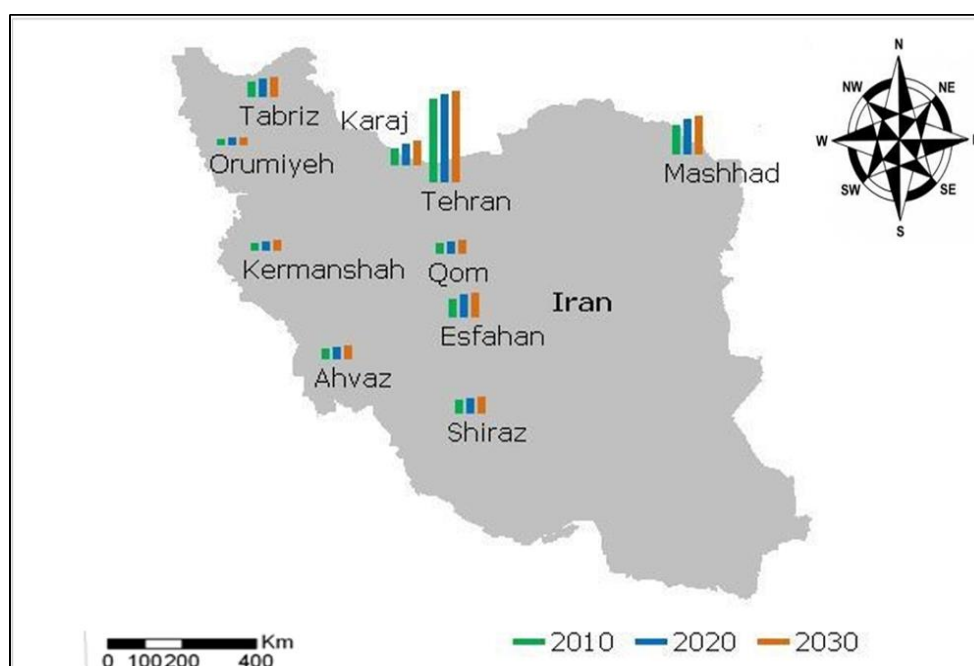 N
NW
NE
Tabriz
Karaj
W
Orumiyeh
Mashhad
SW
SE
Tehran
S
Kermanshah
Qom
Iran
Esfahan
Ahvaz
Shiraz
Km
0 100 200 400
2010 2020 2030